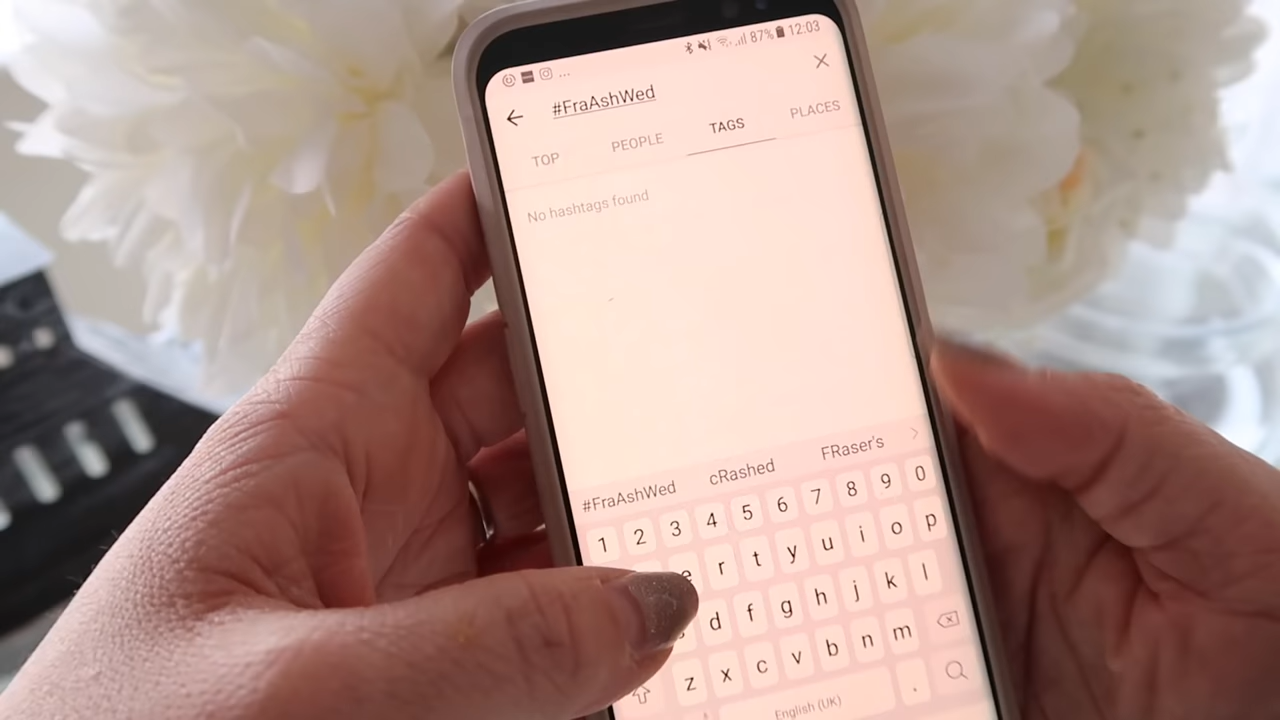 87% 12:03
#FraAshWed
TOP PEOPLE TAGS PLACES
No hashtags found
#FraAshWed cRashed FRaser's
1 2 3 4 5 6 7 8 9 0
e r t y u i o p
d f g h j k l
z x c v b n m
English (UK) .